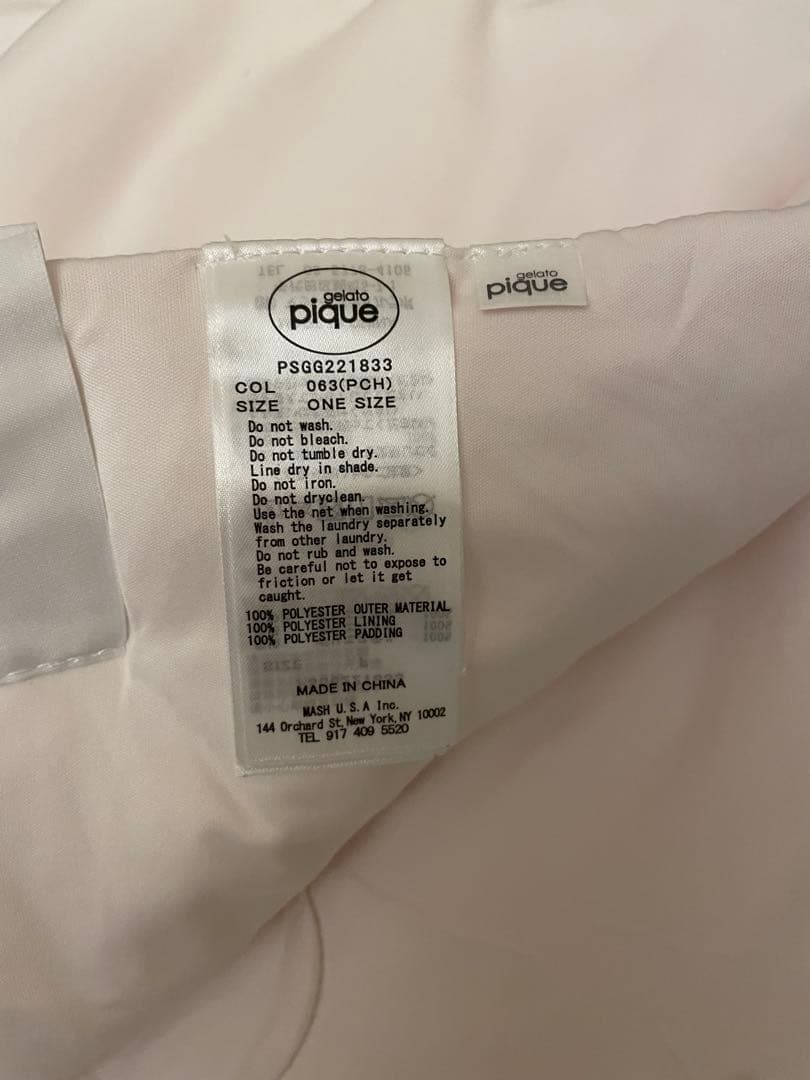 gelato
pique
PSGG221833
COL 063(PCH)
SIZE ONE SIZE
Do not wash.
Do not bleach.
Do not tumble dry.
Line dry in shade.
Do not iron.
Do not dryclean.
Use the net when washing.
Wash the laundry separately
from other laundry.
Do not rub and wash.
Be careful not to expose to
friction or let it get
caught.
100% POLYESTER OUTER MATERIAL
100% POLYESTER LINING
100% POLYESTER PADDING
MADE IN CHINA
MASH U.S.A Inc.
144 Orchard St, New York, NY 10002
TEL 917 409 5520
gelato
pique